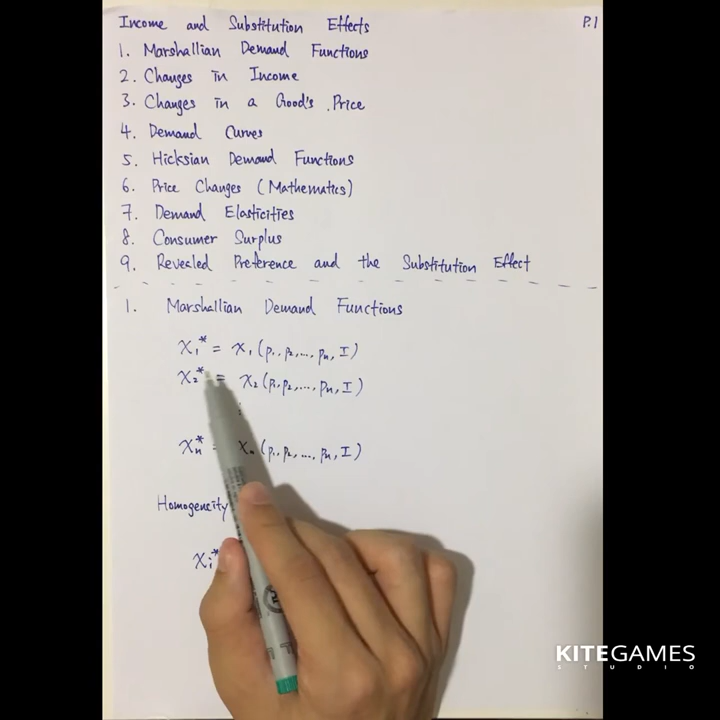 Income and Substitution Effects
P.1
1. Marshallian Demand Functions
2. Changes in Income
3. Changes in a Good's Price
4. Demand Curves
5. Hicksian Demand Functions
6. Price Changes (Mathematics)
7. Demand Elasticities
8. Consumer Surplus
9. Revealed Preference and the Substitution Effect
1. Marshallian Demand Functions
x₁* = x₁(p₁, p₂, ..., pₙ, I)
x₂* = x₂(p₁, p₂, ..., pₙ, I)
⋮
xₙ* = xₙ(p₁, p₂, ..., pₙ, I)
Homogeneity
xᵢ*
KITEGAMES
STUDIO